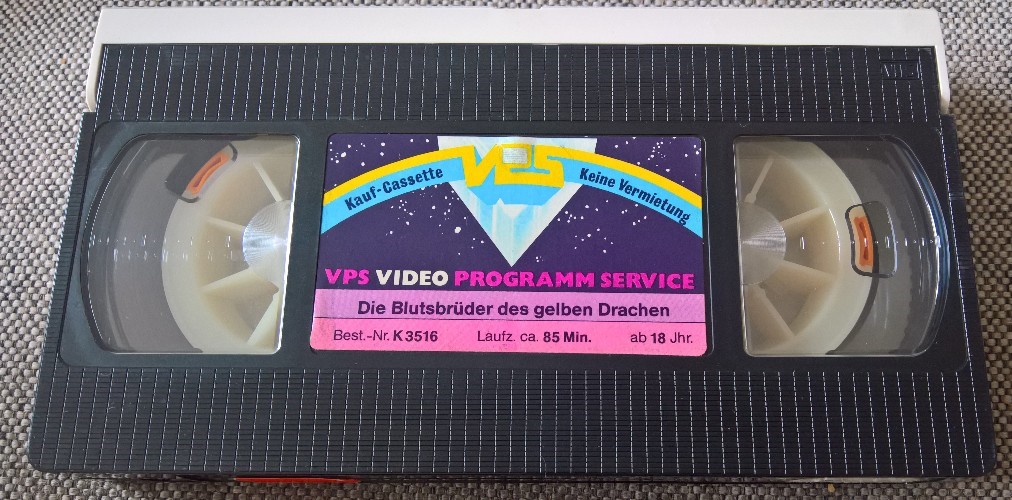 VHS
VPS
Kauf-Cassette
Keine Vermietung
VPS VIDEO PROGRAMM SERVICE
Die Blutsbrüder des gelben Drachen
Best.-Nr. K 3516 Laufz. ca. 85 Min. ab 18 Jhr.